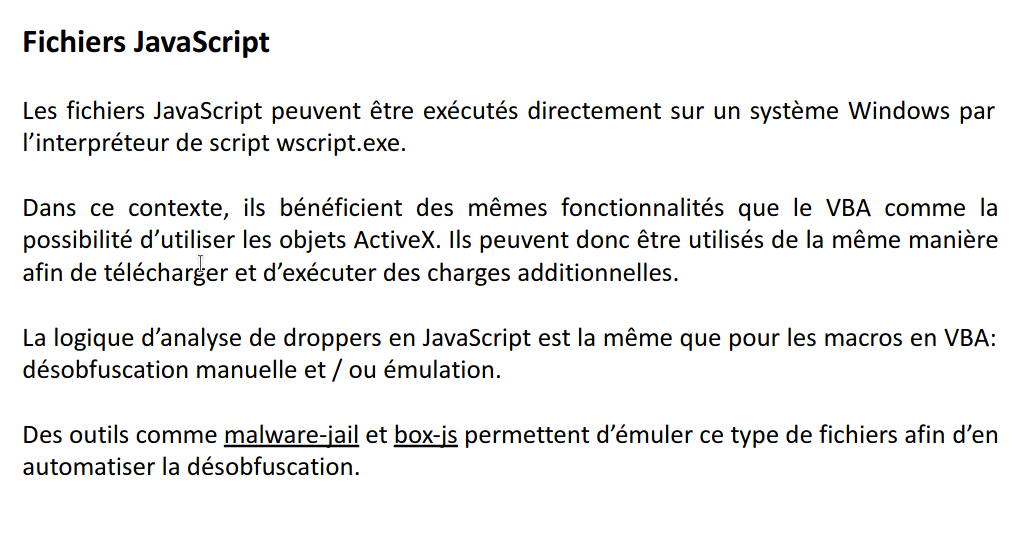 Fichiers JavaScript
Les fichiers JavaScript peuvent être exécutés directement sur un système Windows par
l’interpréteur de script wscript.exe.
Dans ce contexte, ils bénéficient des mêmes fonctionnalités que le VBA comme la
possibilité d’utiliser les objets ActiveX. Ils peuvent donc être utilisés de la même manière
afin de télécharger et d’exécuter des charges additionnelles.
La logique d’analyse de droppers en JavaScript est la même que pour les macros en VBA:
désobfuscation manuelle et / ou émulation.
Des outils comme malware-jail et box-js permettent d’émuler ce type de fichiers afin d’en
automatiser la désobfuscation.